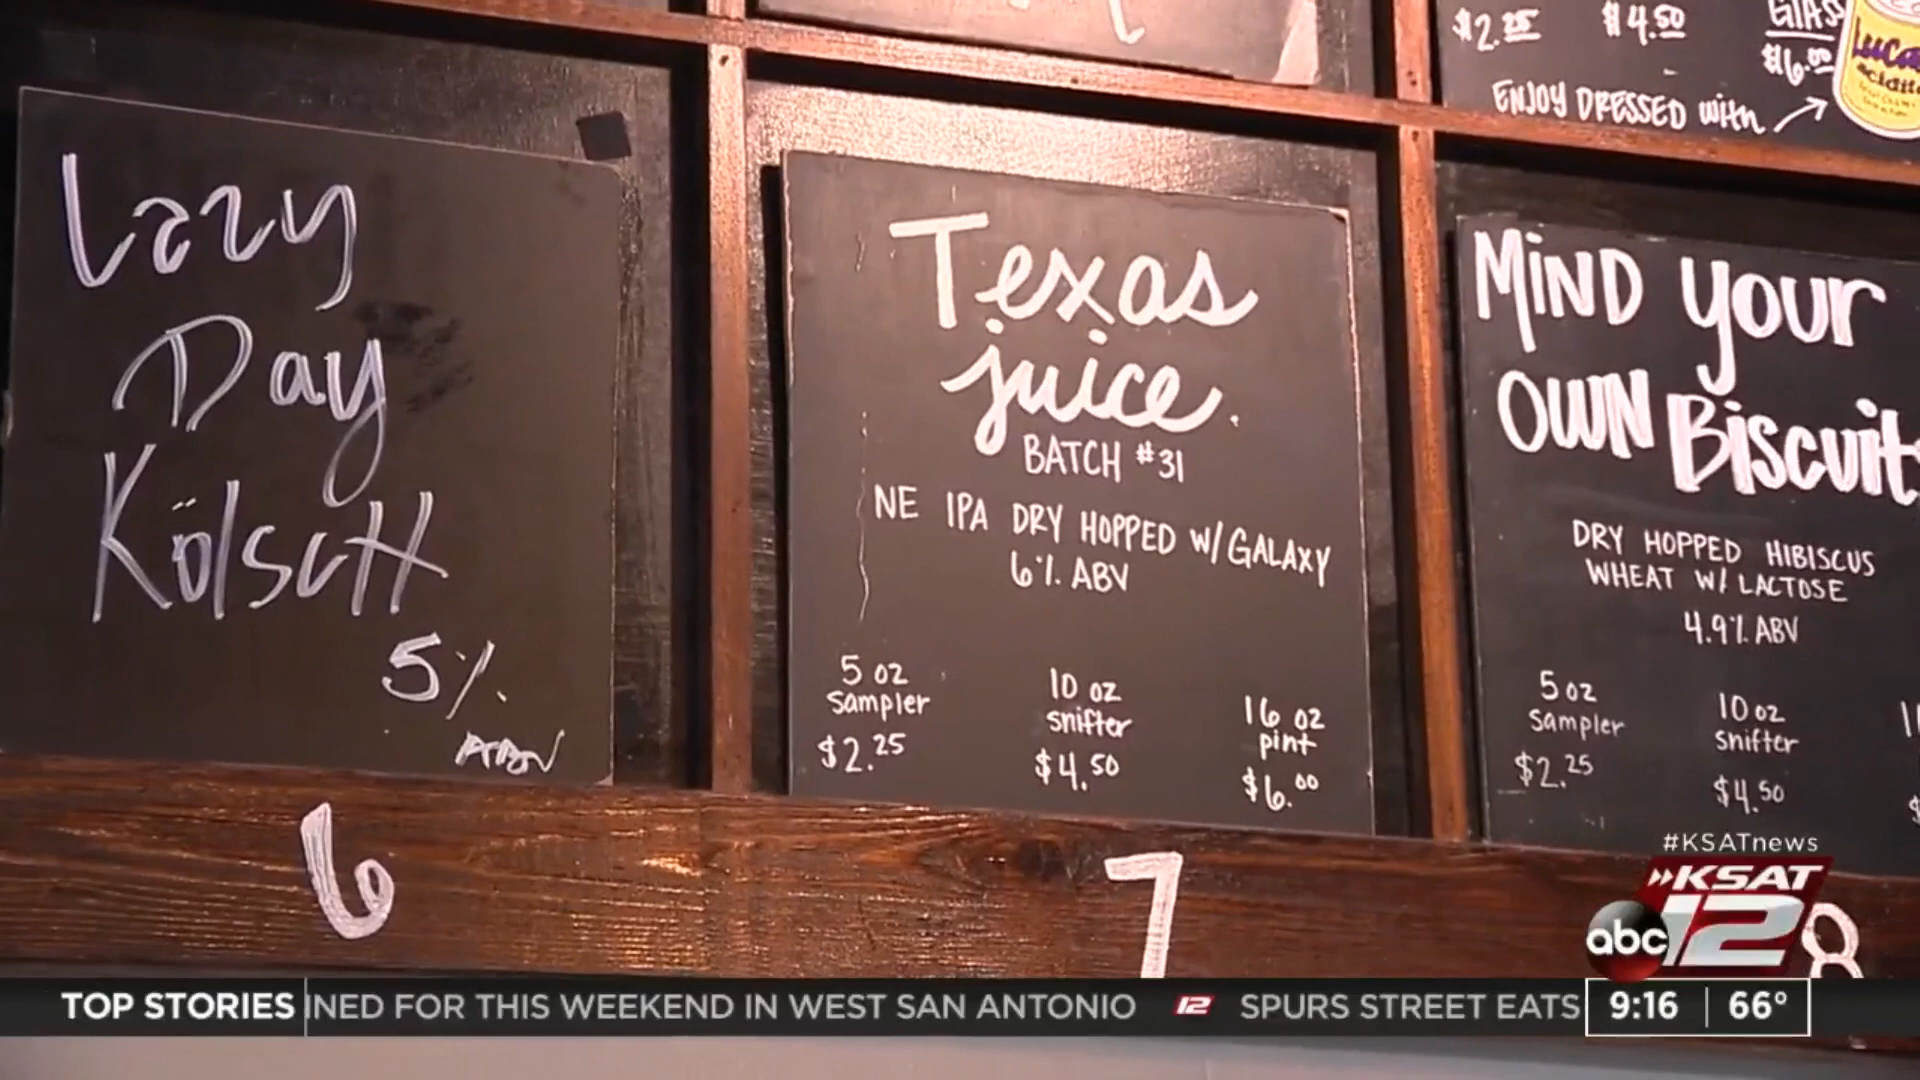 $2.25
$4.50
$6.00
ENJOY DRESSED with
Lazy
Day
Kölsch
5%
ABV
Texas
juice.
BATCH #31
NE IPA DRY HOPPED W/GALAXY
6% ABV
5 oz
sampler
$2.25
10 oz
snifter
$4.50
16 oz
pint
$6.00
MIND your
OWN Biscuits
DRY HOPPED HIBISCUS
WHEAT W/ LACTOSE
4.9% ABV
5 oz
sampler
$2.25
10 oz
snifter
$4.50
6
7
8
#KSATnews
KSAT
abc 12
TOP STORIES INED FOR THIS WEEKEND IN WEST SAN ANTONIO 12 SPURS STREET EATS 9:16 66°